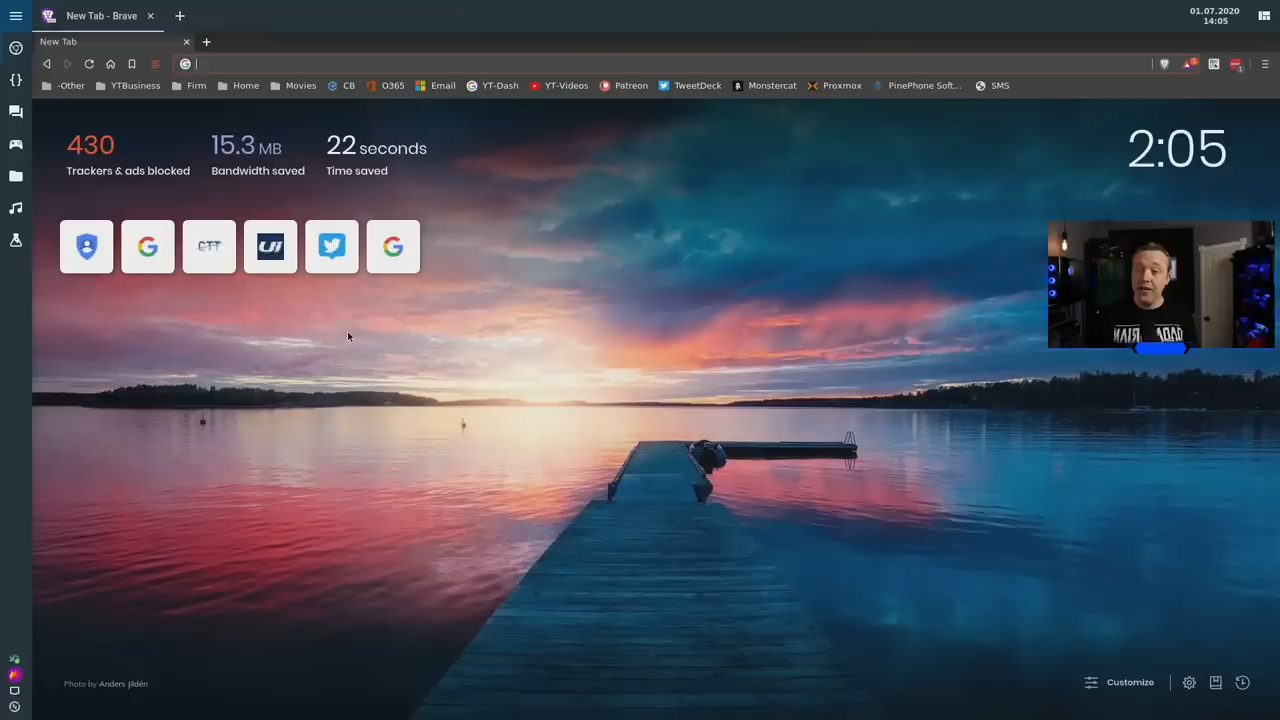 New Tab - Brave
01.07.2020
14:05
New Tab
-Other YTBusiness Firm Home Movies CB O365 Email YT-Dash YT-Videos Patreon TweetDeck Monstercat Proxmox PinePhone Soft... SMS
430 15.3 MB 22 seconds
Trackers & ads blocked Bandwidth saved Time saved
2:05
CTT UI
Photo by Anders Jildén
Customize